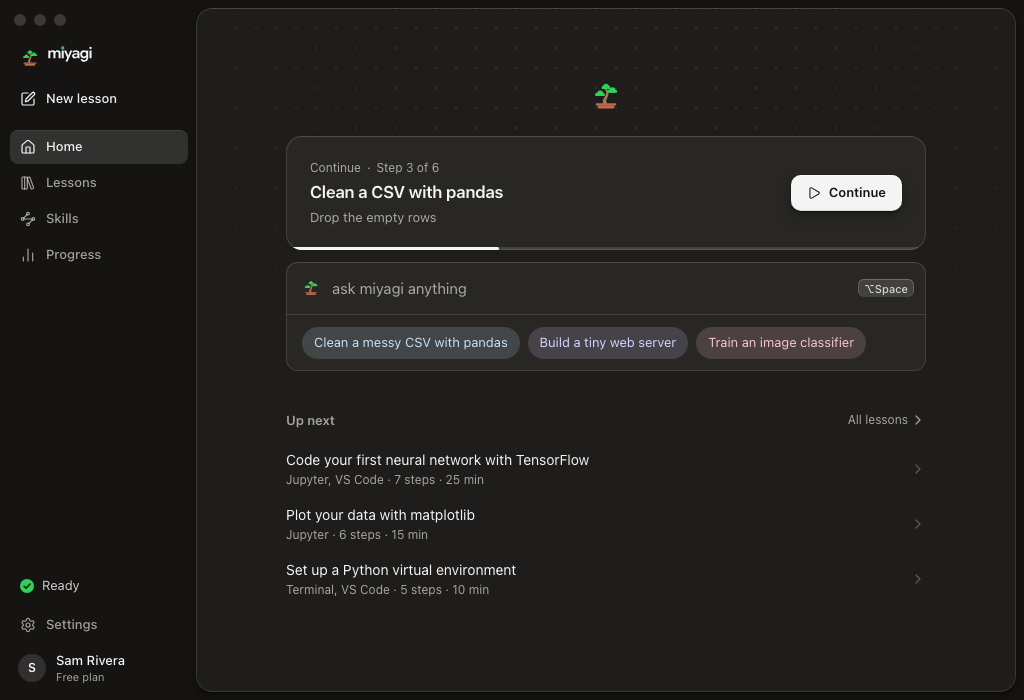 miyagi
New lesson
Home
Lessons
Skills
Progress
Ready
Settings
S
Sam Rivera
Free plan
Continue · Step 3 of 6
Clean a CSV with pandas
Drop the empty rows
Continue
ask miyagi anything
⌥Space
Clean a messy CSV with pandas
Build a tiny web server
Train an image classifier
Up next
All lessons
Code your first neural network with TensorFlow
Jupyter, VS Code · 7 steps · 25 min
Plot your data with matplotlib
Jupyter · 6 steps · 15 min
Set up a Python virtual environment
Terminal, VS Code · 5 steps · 10 min